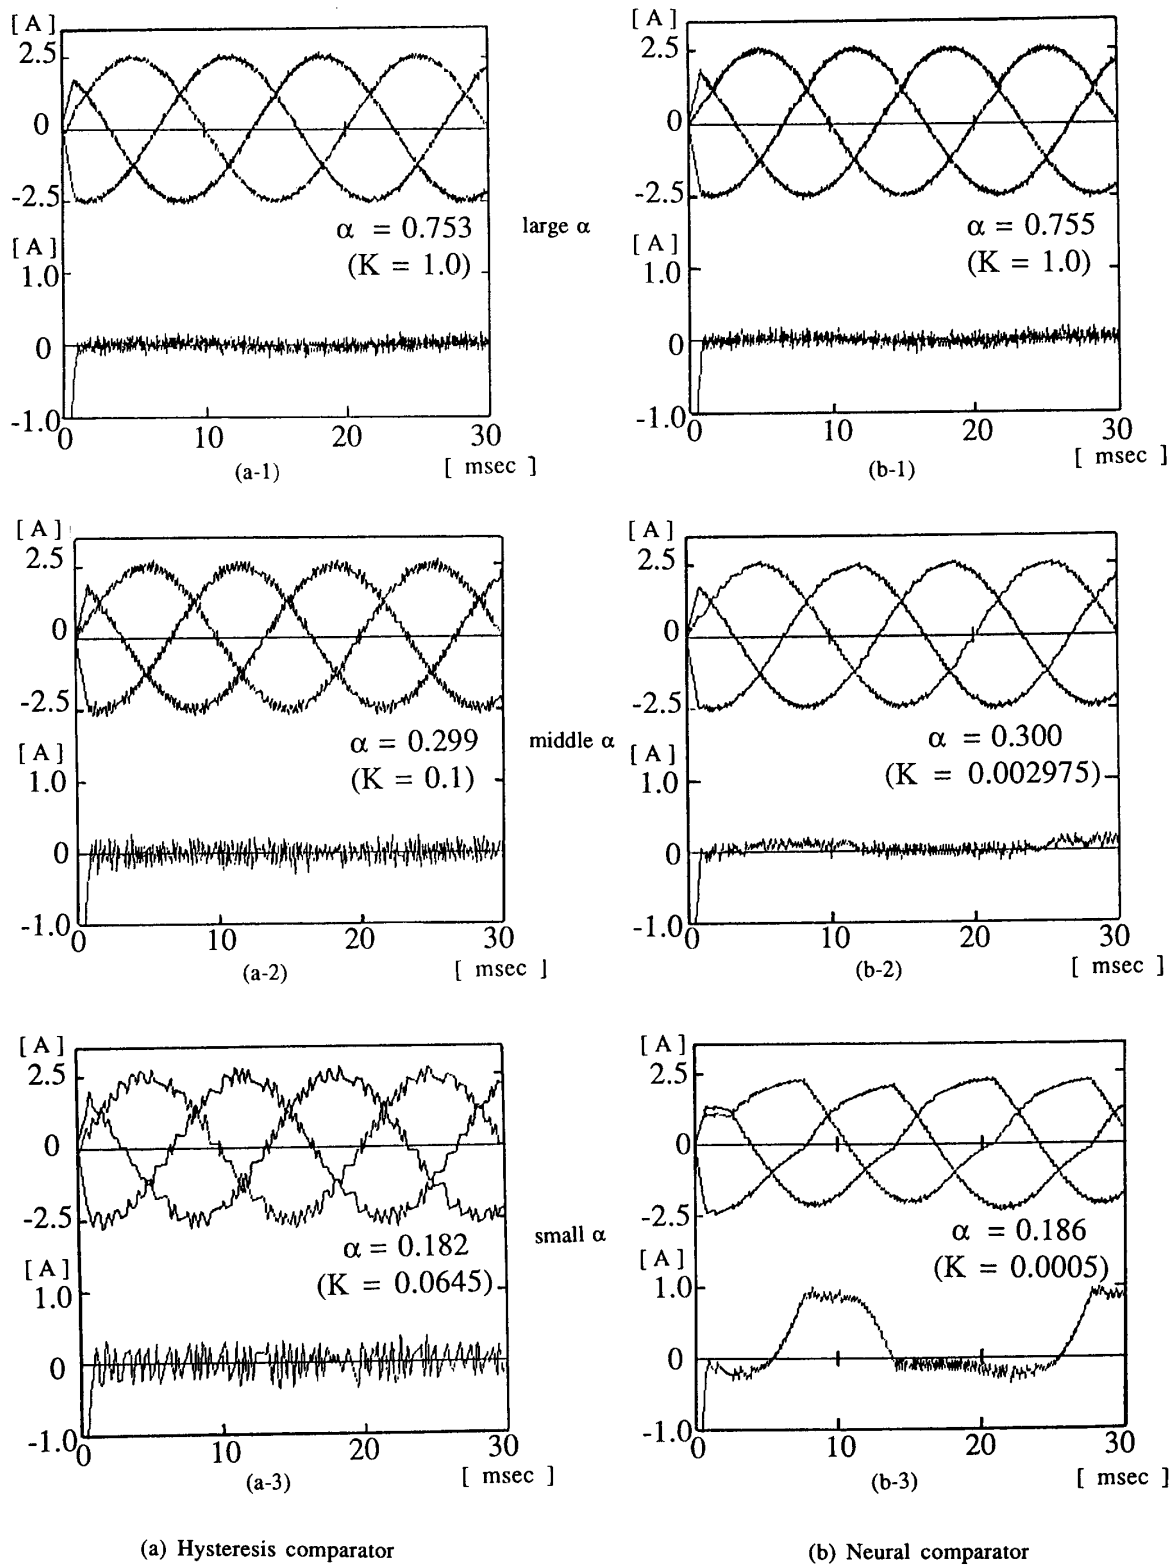 [ A ]
2.5
0
-2.5
α = 0.753
(K = 1.0)
[ A ]
1.0
0
-1.0
0 10 20 30
[ msec ]
(a-1)
large α
[ A ]
2.5
0
-2.5
α = 0.755
(K = 1.0)
[ A ]
1.0
0
-1.0
0 10 20 30
[ msec ]
(b-1)
[ A ]
2.5
0
-2.5
α = 0.299
(K = 0.1)
[ A ]
1.0
0
-1.0
0 10 20 30
[ msec ]
(a-2)
middle α
[ A ]
2.5
0
-2.5
α = 0.300
(K = 0.002975)
[ A ]
1.0
0
-1.0
0 10 20 30
[ msec ]
(b-2)
[ A ]
2.5
0
-2.5
α = 0.182
(K = 0.0645)
[ A ]
1.0
0
-1.0
0 10 20 30
[ msec ]
(a-3)
small α
[ A ]
2.5
0
-2.5
α = 0.186
(K = 0.0005)
[ A ]
1.0
0
-1.0
0 10 20 30
[ msec ]
(b-3)
(a) Hysteresis comparator
(b) Neural comparator